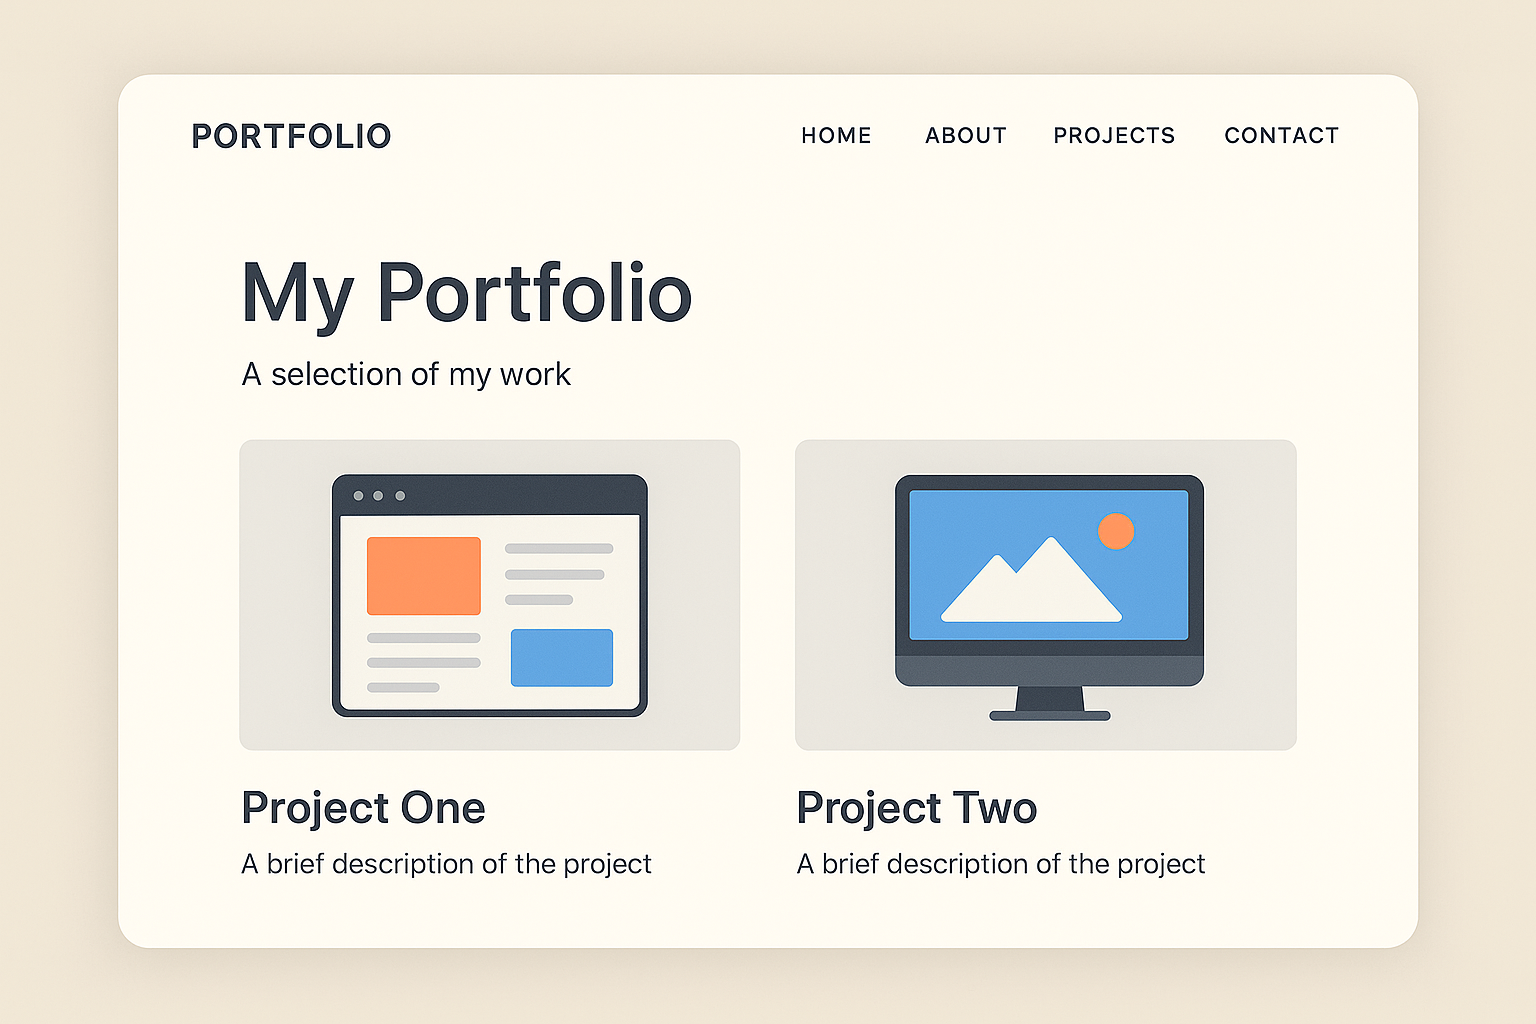 PORTFOLIO HOME ABOUT PROJECTS CONTACT
My Portfolio
A selection of my work
Project One
A brief description of the project
Project Two
A brief description of the project